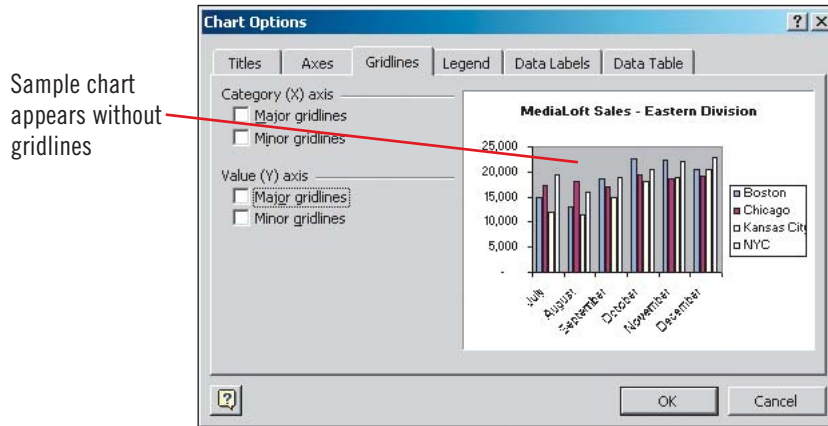 Chart Options
Titles
Axes
Gridlines
Legend
Data Labels
Data Table
Sample chart
appears without
gridlines
Category (X) axis
Major gridlines
Minor gridlines
Value (Y) axis
Major gridlines
Minor gridlines
MediaLoft Sales - Eastern Division
25,000
20,000
15,000
10,000
5,000
-
July
August
September
October
November
December
Boston
Chicago
Kansas City
NYC
OK
Cancel